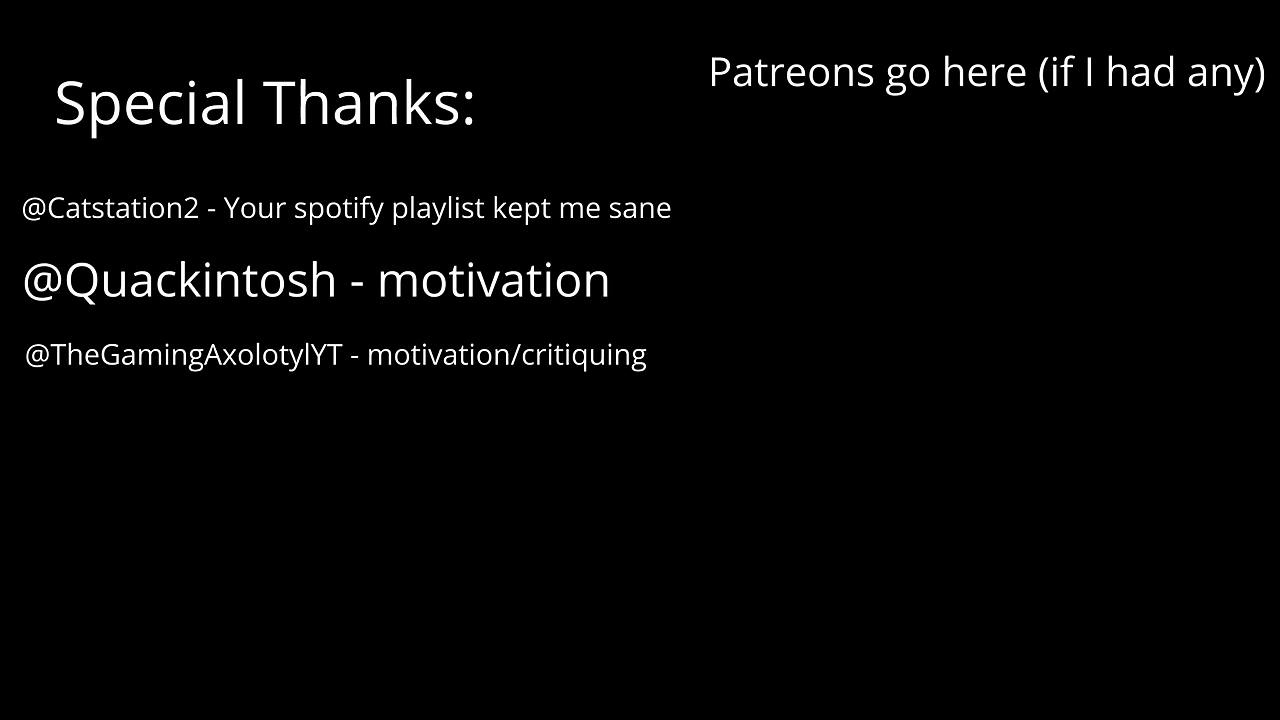 Special Thanks:
Patreons go here (if I had any)
@Catstation2 - Your spotify playlist kept me sane
@Quackintosh - motivation
@TheGamingAxolotylYT - motivation/critiquing